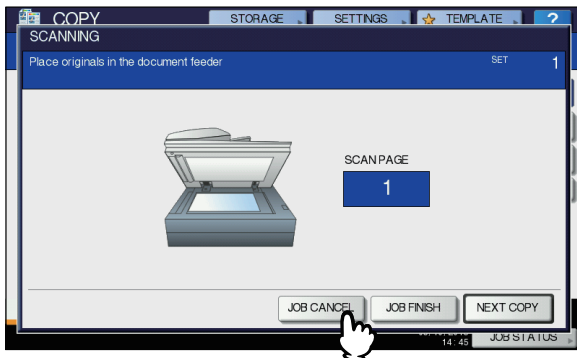 COPY STORAGE SETTINGS TEMPLATE ?
SCANNING
Place originals in the document feeder SET 1
SCAN PAGE
1
JOB CANCEL JOB FINISH NEXT COPY
14:45 JOB STATUS